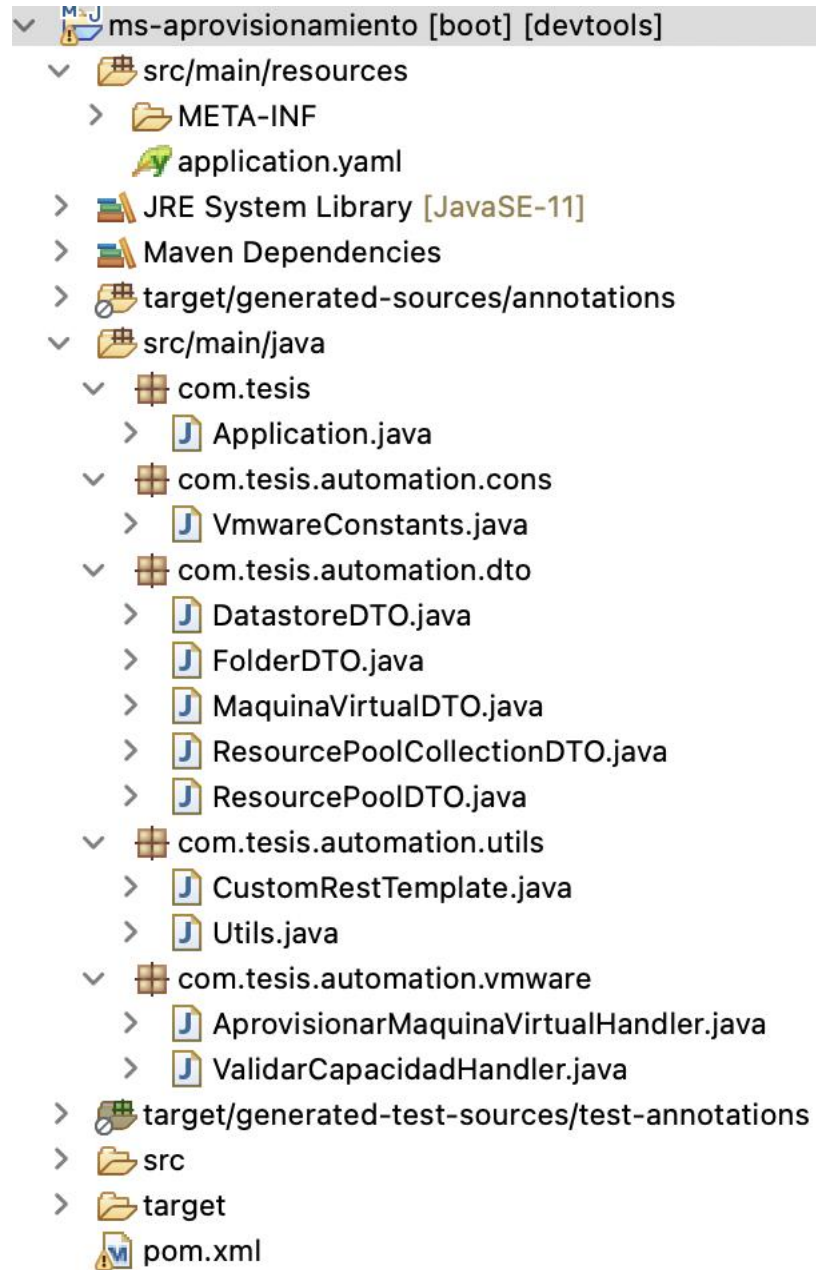 ms-aprovisionamiento [boot] [devtools]
src/main/resources
META-INF
application.yaml
JRE System Library [JavaSE-11]
Maven Dependencies
target/generated-sources/annotations
src/main/java
com.tesis
Application.java
com.tesis.automation.cons
VmwareConstants.java
com.tesis.automation.dto
DatastoreDTO.java
FolderDTO.java
MaquinaVirtualDTO.java
ResourcePoolCollectionDTO.java
ResourcePoolDTO.java
com.tesis.automation.utils
CustomRestTemplate.java
Utils.java
com.tesis.automation.vmware
AprovisionarMaquinaVirtualHandler.java
ValidarCapacidadHandler.java
target/generated-test-sources/test-annotations
src
target
pom.xml